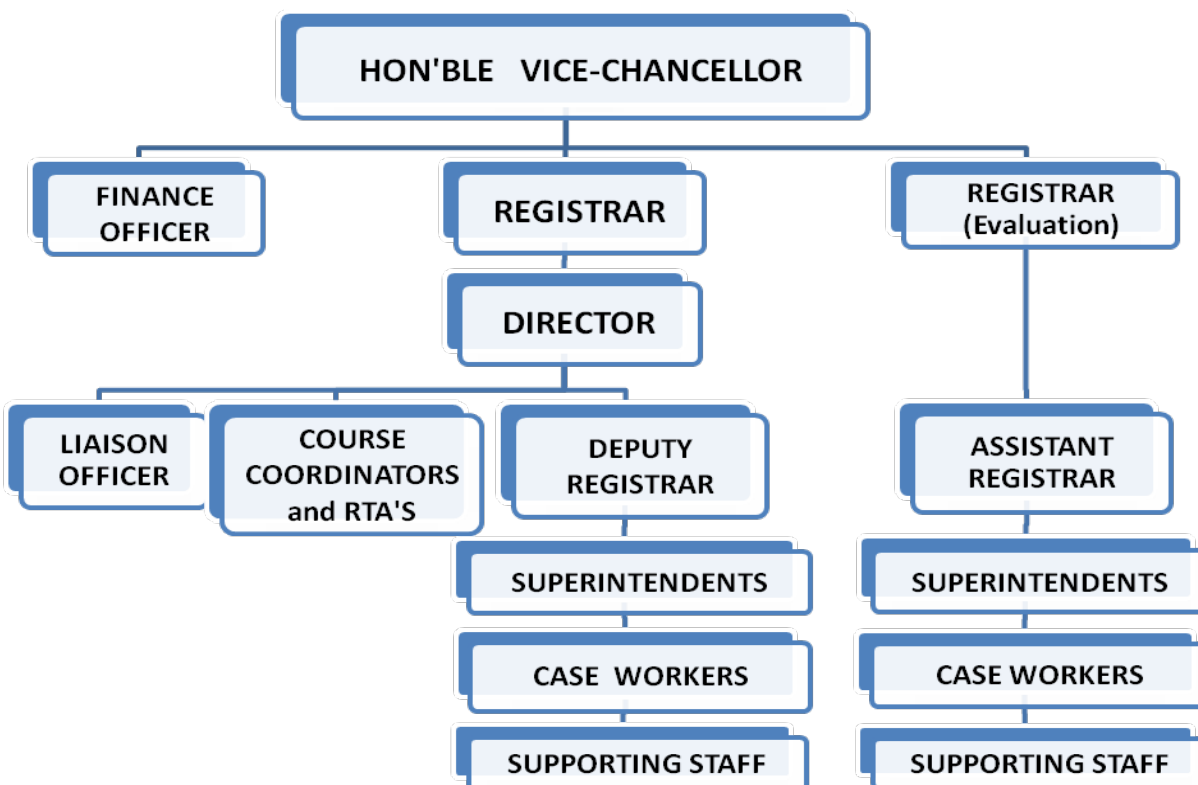 HON'BLE VICE-CHANCELLOR
FINANCE
OFFICER
REGISTRAR
REGISTRAR
(Evaluation)
DIRECTOR
LIAISON
OFFICER
COURSE
COORDINATORS
and RTA'S
DEPUTY
REGISTRAR
ASSISTANT
REGISTRAR
SUPERINTENDENTS
SUPERINTENDENTS
CASE WORKERS
CASE WORKERS
SUPPORTING STAFF
SUPPORTING STAFF